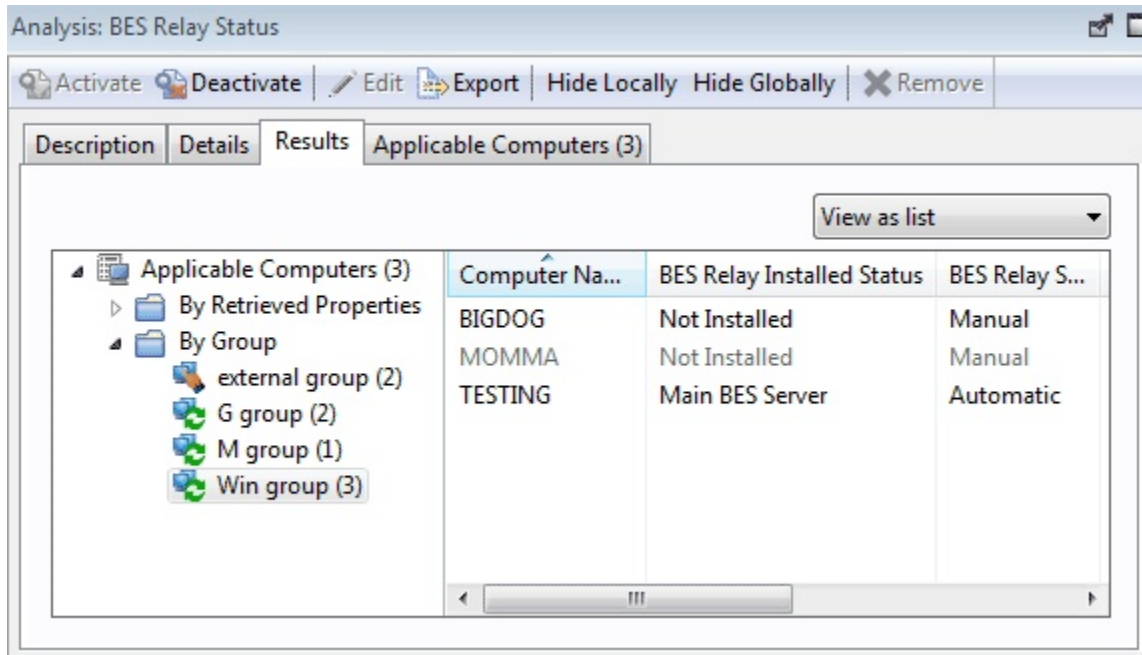 Analysis: BES Relay Status
Activate Deactivate Edit Export Hide Locally Hide Globally Remove
Description Details Results Applicable Computers (3)
View as list
Applicable Computers (3)
By Retrieved Properties
By Group
external group (2)
G group (2)
M group (1)
Win group (3)
Computer Na... BES Relay Installed Status BES Relay S...
BIGDOG Not Installed Manual
MOMMA Not Installed Manual
TESTING Main BES Server Automatic